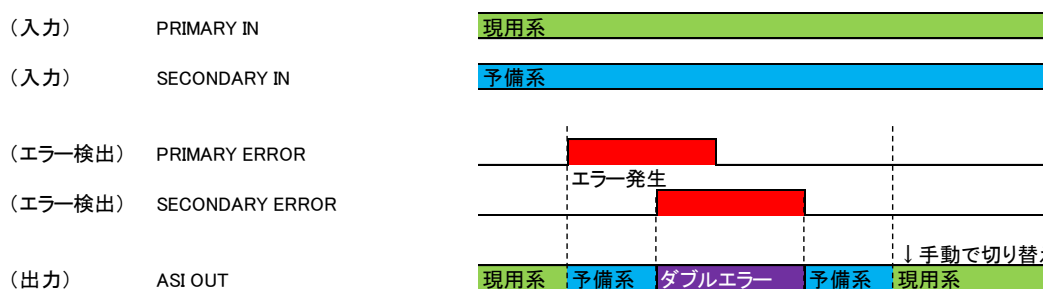 (入力) PRIMARY IN 現用系
(入力) SECONDARY IN 予備系
(エラー検出) PRIMARY ERROR
エラー発生
(エラー検出) SECONDARY ERROR
↓手動で切り替
(出力) ASI OUT 現用系 予備系 ダブルエラー 予備系 現用系